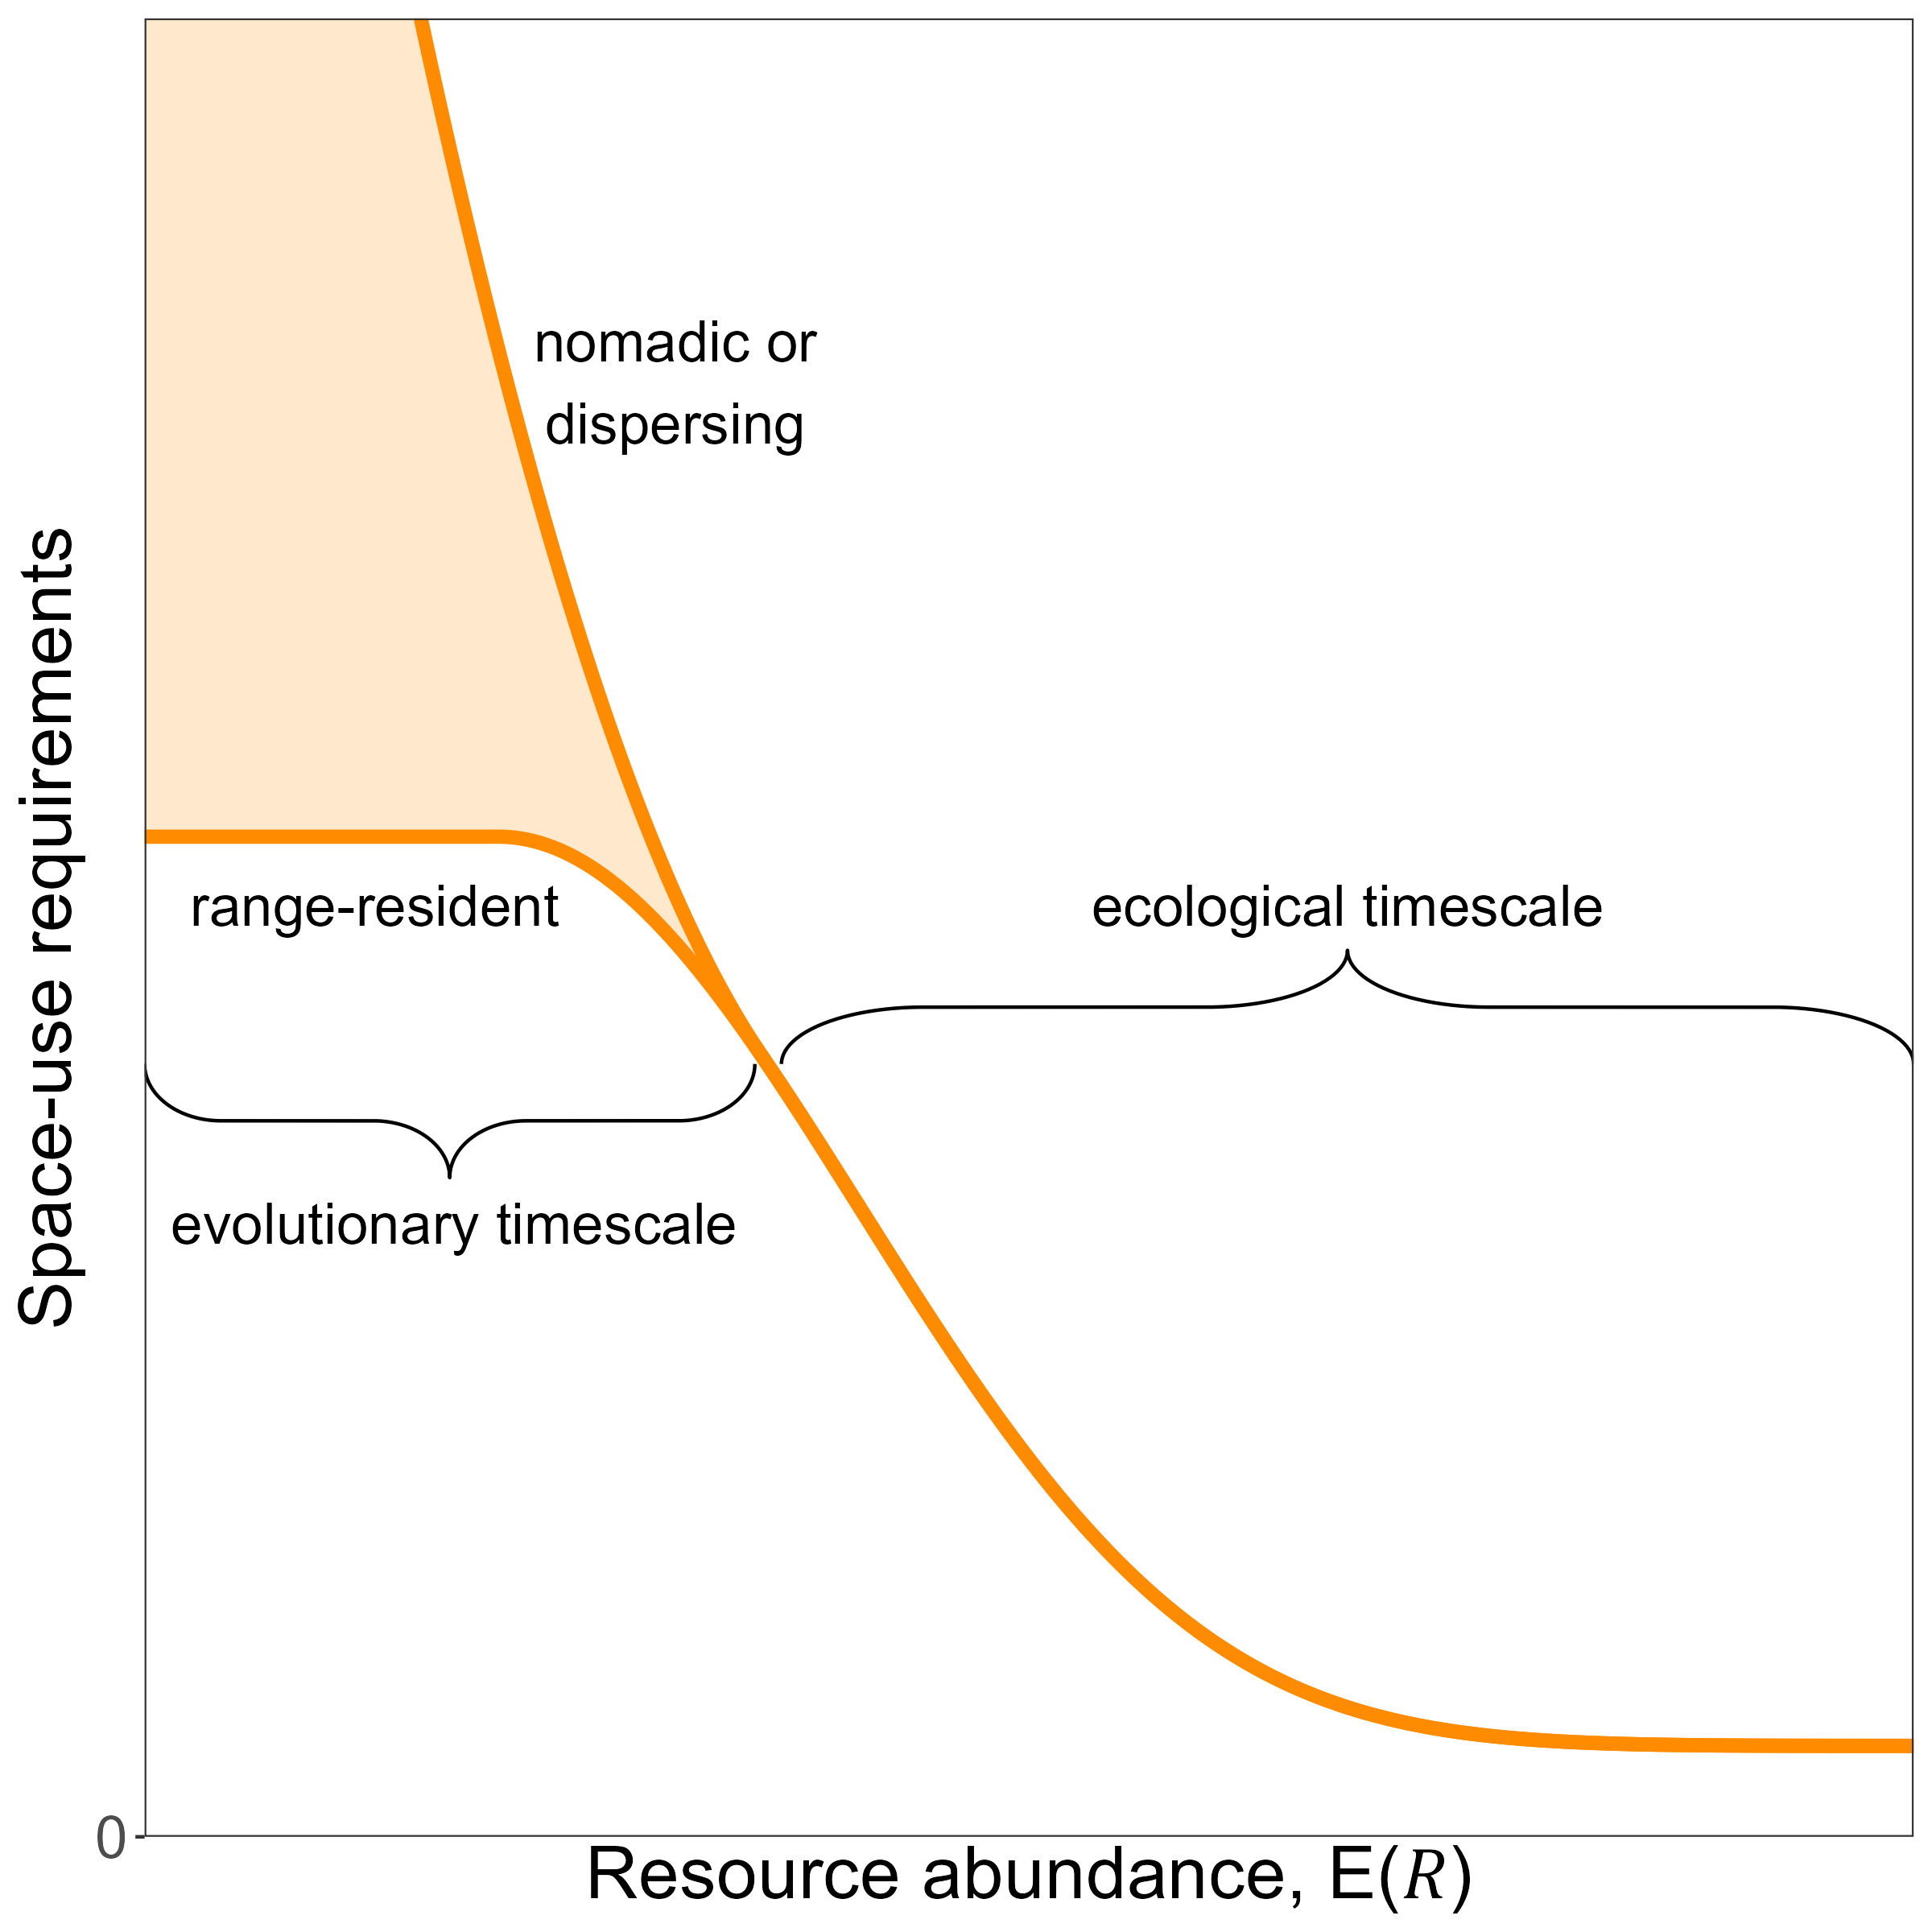 nomadic or
dispersing
range-resident
ecological timescale
evolutionary timescale
Space-use requirements
0
Resource abundance, E(R)